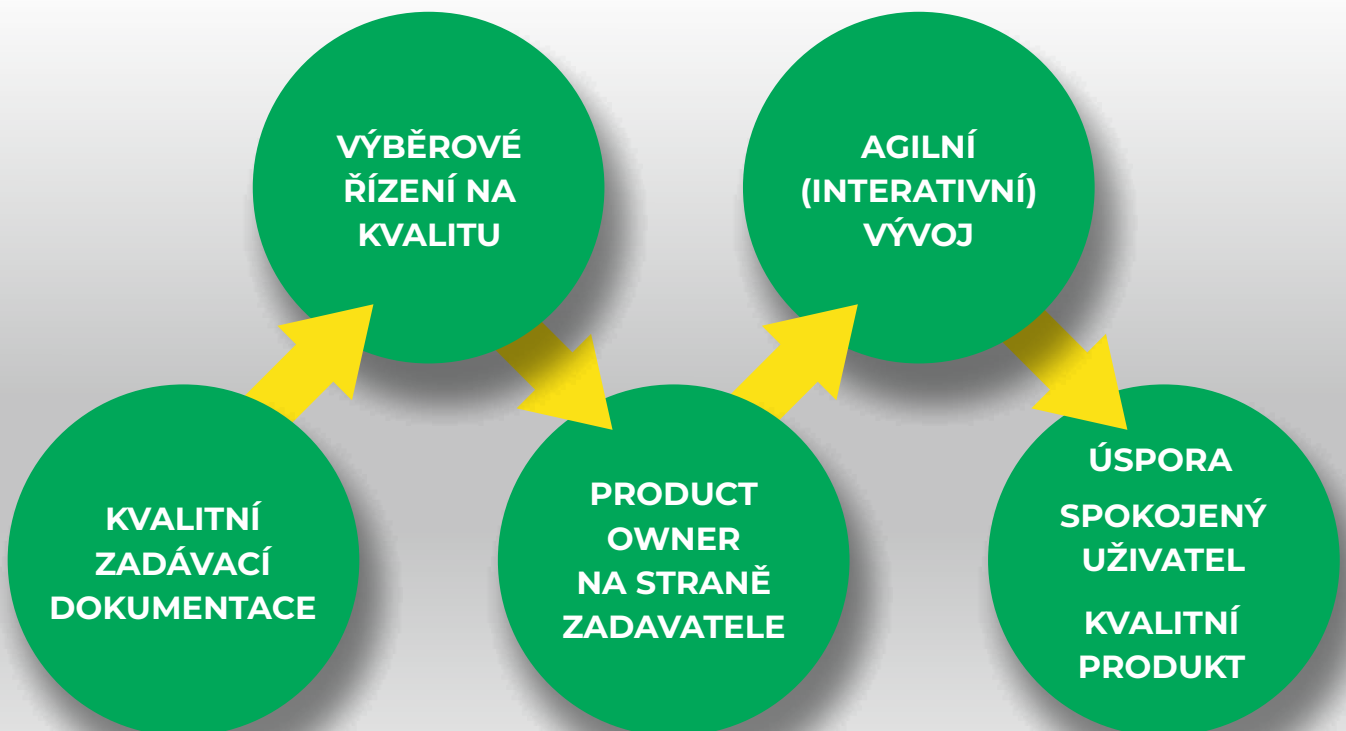 KVALITNÍ
ZADÁVACÍ
DOKUMENTACE
VÝBĚROVÉ
ŘÍZENÍ NA
KVALITU
PRODUCT
OWNER
NA STRANĚ
ZADAVATELE
AGILNÍ
(INTERATIVNÍ)
VÝVOJ
ÚSPORA
SPOKOJENÝ
UŽIVATEL
KVALITNÍ
PRODUKT